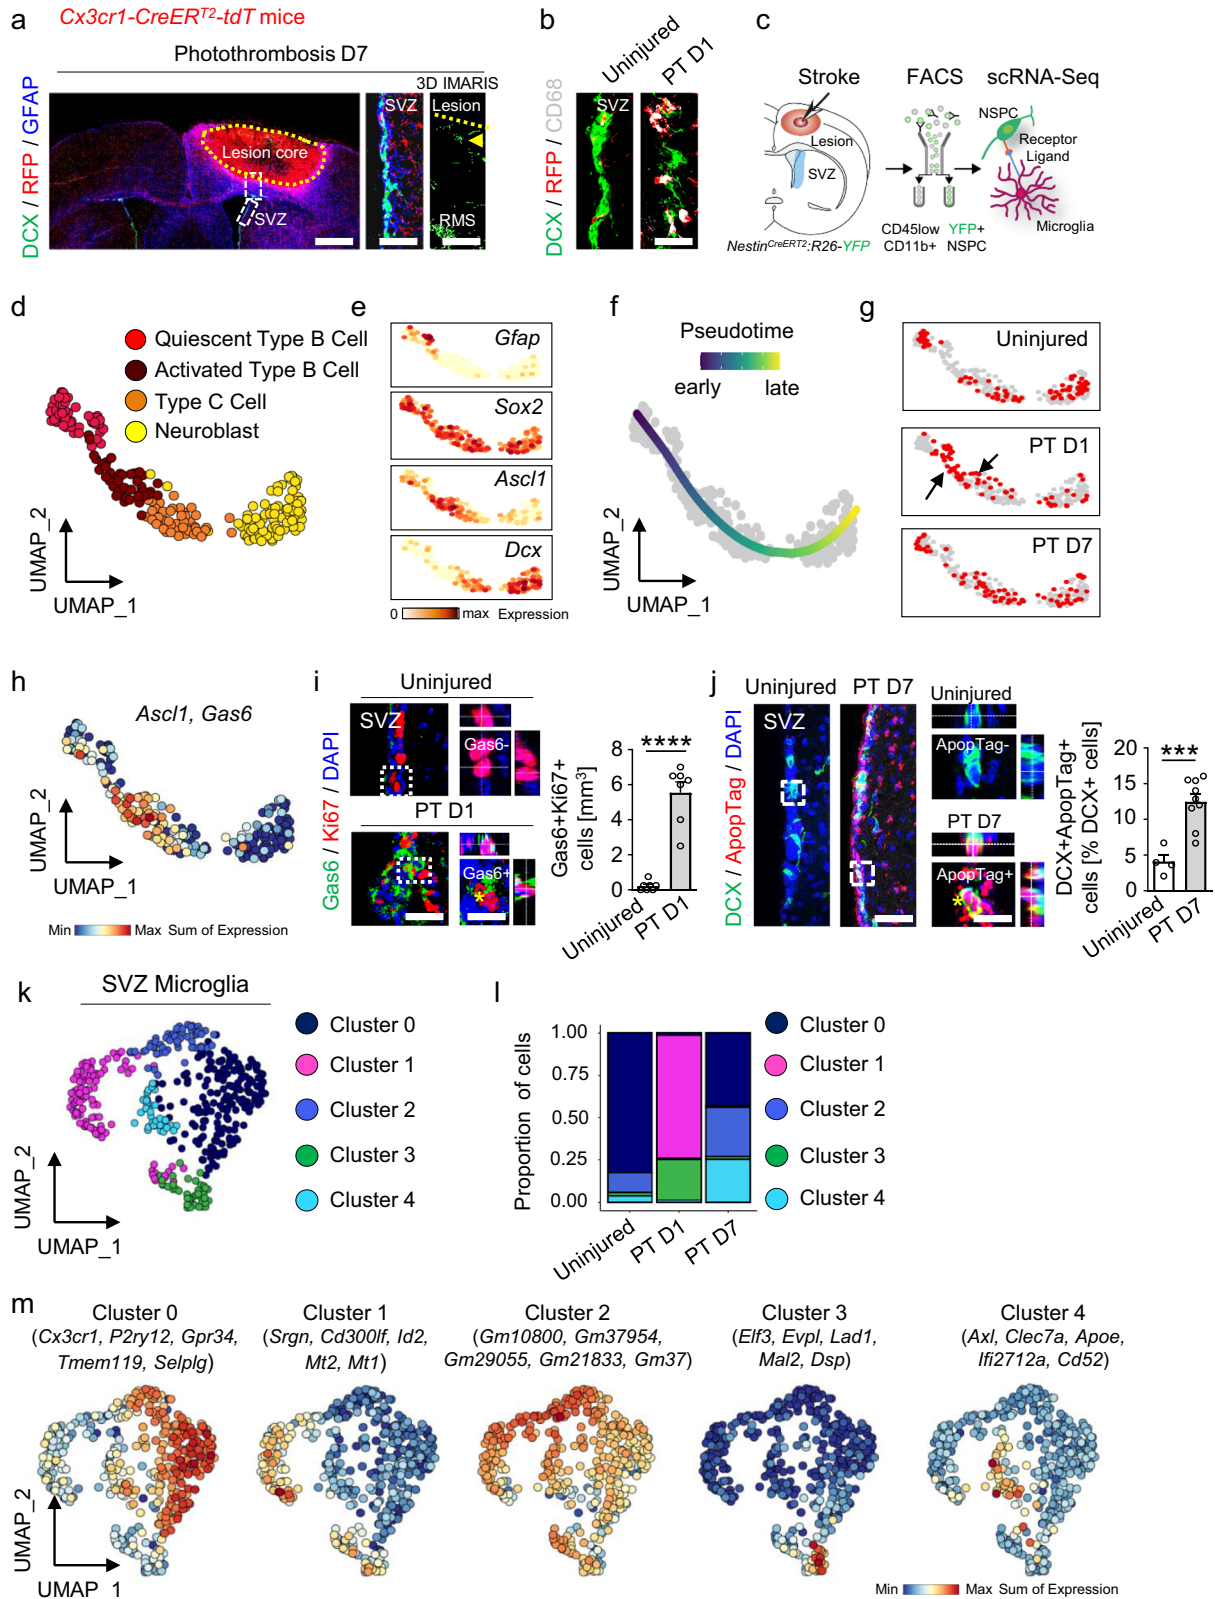 a
Cx3cr1-CreERT2-tdT mice
Photothrombosis D7
DCX / RFP / GFAP
Lesion core
SVZ
SVZ
3D IMARIS
Lesion
RMS
b
Uninjured
PT D1
DCX / RFP / CD68
SVZ
c
Stroke
FACS
scRNA-Seq
Lesion
SVZ
NSPC
Receptor
Ligand
Microglia
NestinCreERT2:R26-YFP
CD45low
CD11b+
YFP+
NSPC
d
Quiescent Type B Cell
Activated Type B Cell
Type C Cell
Neuroblast
UMAP_2
UMAP_1
e
Gfap
Sox2
Ascl1
Dcx
0
max
Expression
f
Pseudotime
early
late
UMAP_2
UMAP_1
g
Uninjured
PT D1
PT D7
h
Ascl1, Gas6
Min
Max
Sum of Expression
i
Uninjured
SVZ
Gas6-
PT D1
Gas6+
*
Gas6 / Ki67 / DAPI
****
Gas6+Ki67+
cells [mm3]
8
6
4
2
0
Uninjured
PT D1
j
Uninjured
PT D7
SVZ
DCX / ApopTag / DAPI
Uninjured
ApopTag-
PT D7
ApopTag+
*
***
DCX+ApopTag+
cells [% DCX+ cells]
20
15
10
5
0
Uninjured
PT D7
k
SVZ Microglia
Cluster 0
Cluster 1
Cluster 2
Cluster 3
Cluster 4
UMAP_2
UMAP_1
l
Proportion of cells
1.00
0.75
0.50
0.25
0.00
Uninjured
PT D1
PT D7
Cluster 0
Cluster 1
Cluster 2
Cluster 3
Cluster 4
m
Cluster 0
(Cx3cr1, P2ry12, Gpr34,
Tmem119, Selplg)
Cluster 1
(Srgn, Cd300lf, Id2,
Mt2, Mt1)
Cluster 2
(Gm10800, Gm37954,
Gm29055, Gm21833, Gm37)
Cluster 3
(Elf3, Evpl, Lad1,
Mal2, Dsp)
Cluster 4
(Axl, Clec7a, Apoe,
Ifi2712a, Cd52)
UMAP_2
UMAP_1
Min
Max
Sum of Expression